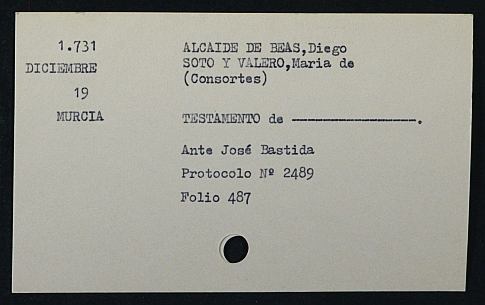 1.731
DICIEMBRE
19
MURCIA
ALCAIDE DE BEAS,Diego
SOTO Y VALERO,Maria de
(Consortes)
TESTAMENTO de ------------------.
Ante José Bastida
Protocolo Nº 2489
Folio 487